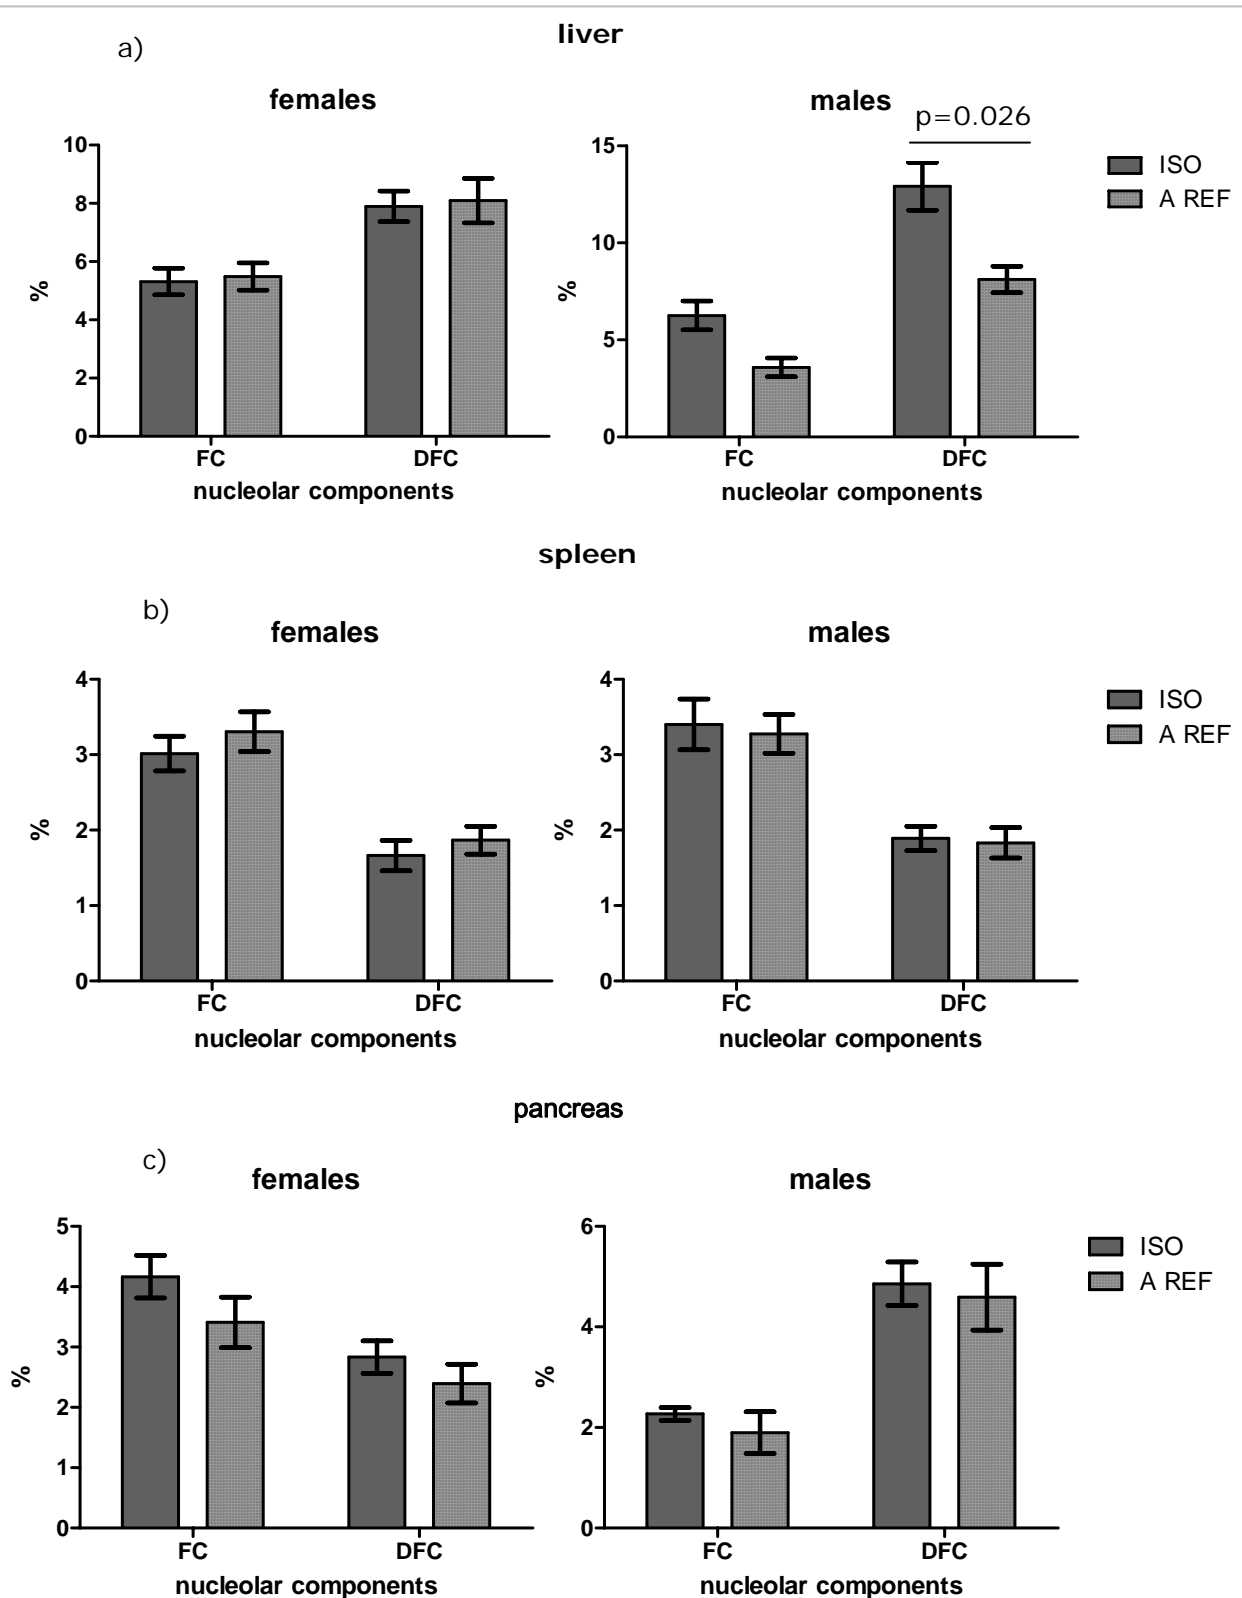 liver
a)
females
males
p=0.026
10
8
6
4
2
0
%
FC
DFC
nucleolar components
15
10
5
0
%
FC
DFC
nucleolar components
ISO
A REF
spleen
b)
females
males
4
3
2
1
0
%
FC
DFC
nucleolar components
4
3
2
1
0
%
FC
DFC
nucleolar components
ISO
A REF
pancreas
c)
females
males
5
4
3
2
1
0
%
FC
DFC
nucleolar components
6
4
2
0
%
FC
DFC
nucleolar components
ISO
A REF